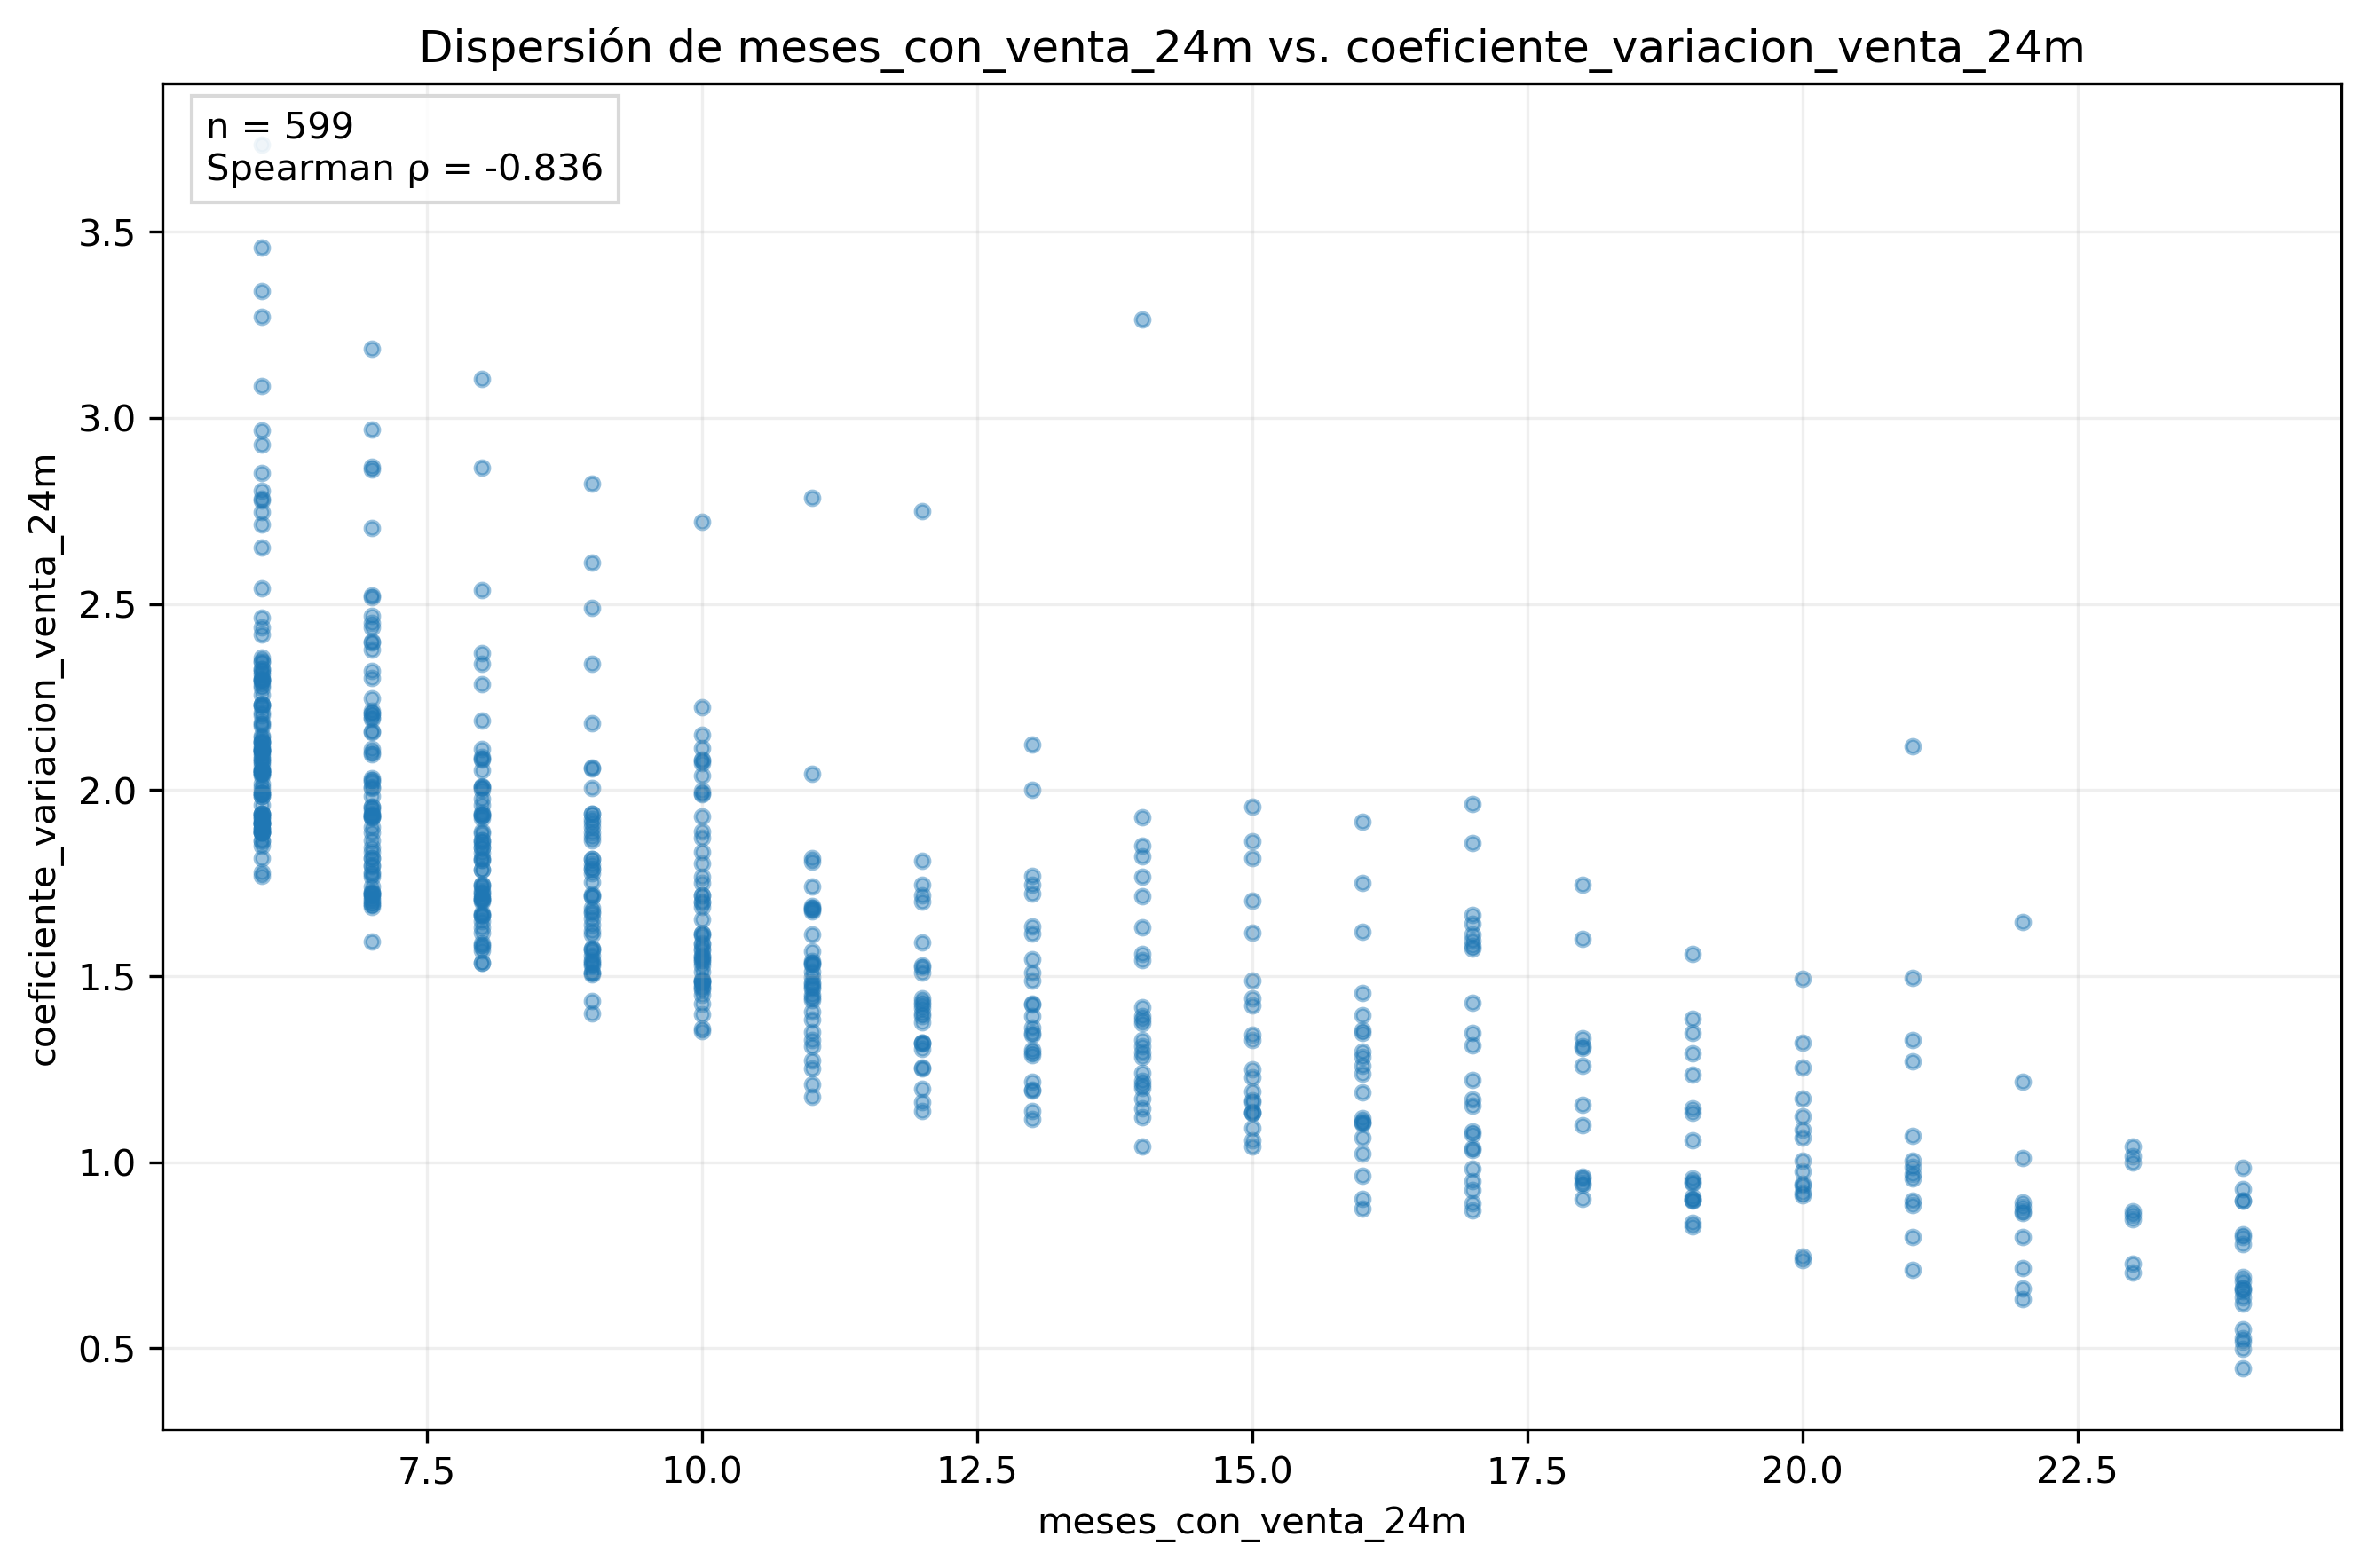 Dispersión de meses_con_venta_24m vs. coeficiente_variacion_venta_24m
n = 599
Spearman ρ = -0.836
coeficiente_variacion_venta_24m
3.5
3.0
2.5
2.0
1.5
1.0
0.5
7.5 10.0 12.5 15.0 17.5 20.0 22.5
meses_con_venta_24m